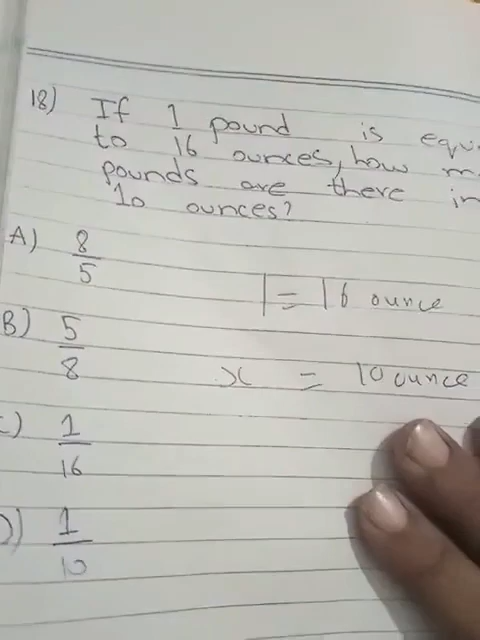 18) If 1 pound is equ
to 16 ounces, how m
pounds are there in
10 ounces?
A) 8/5
1 = 16 ounce
B) 5/8
x = 10 ounce
C) 1/16
D) 1/10